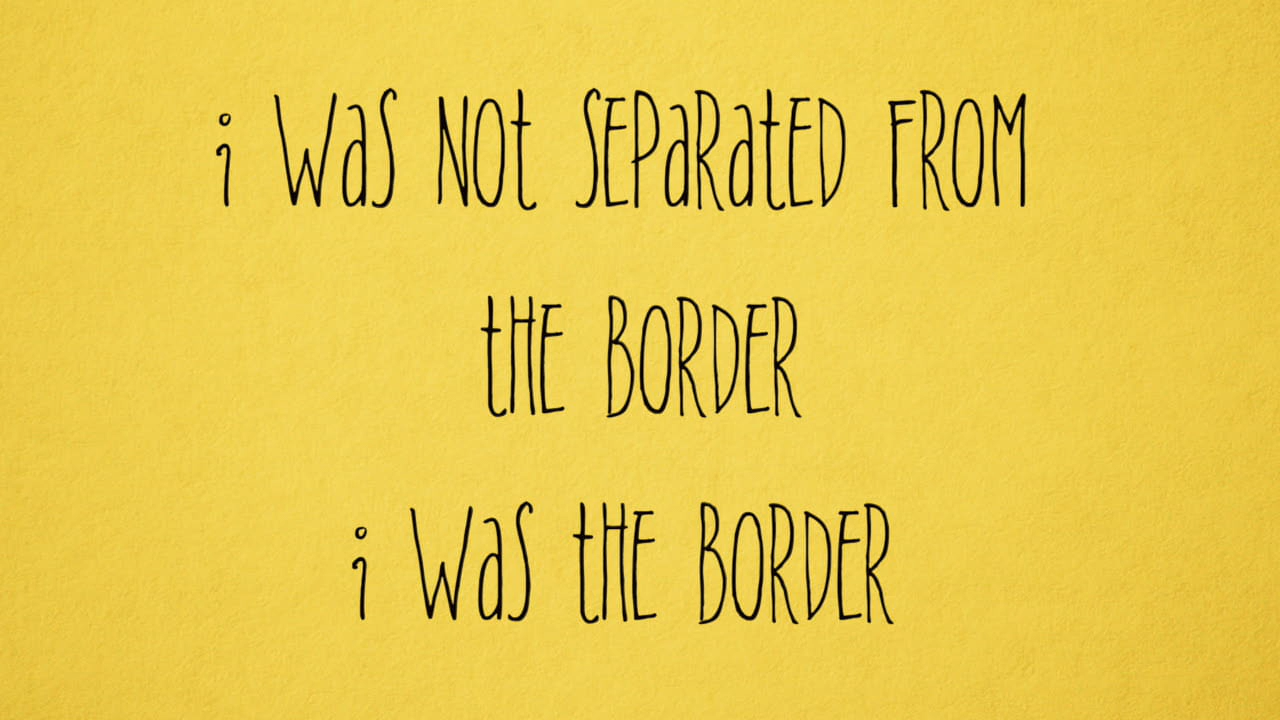 i was not separated from
the border
i was the border